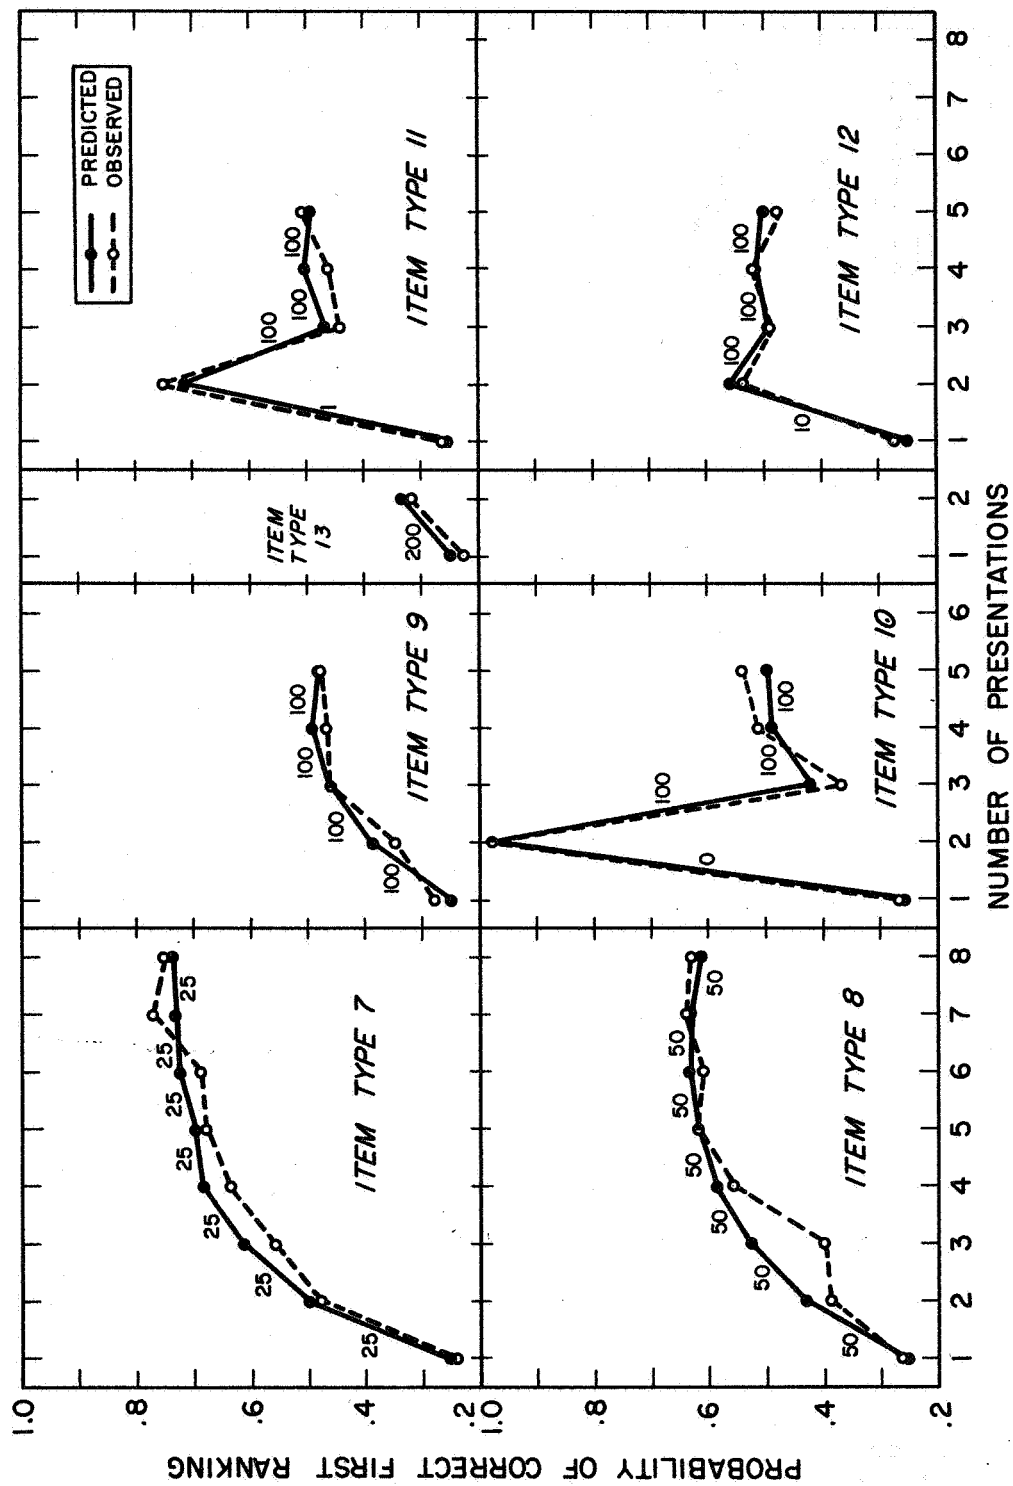 PROBABILITY OF CORRECT FIRST RANKING
1.0
.8
.6
.4
.2
25
25
25
25
25
25
25
ITEM TYPE 7
100
100
100
100
ITEM TYPE 9
200
ITEM
TYPE
13
1
100
100
100
ITEM TYPE 11
PREDICTED
OBSERVED
1.0
.8
.6
.4
.2
50
50
50
50
50
50
50
ITEM TYPE 8
0
100
100
100
ITEM TYPE 10
10
100
100
100
ITEM TYPE 12
1 2 3 4 5 6 7 8
1 2 3 4 5 6
1 2
1 2 3 4 5 6 7 8
NUMBER OF PRESENTATIONS